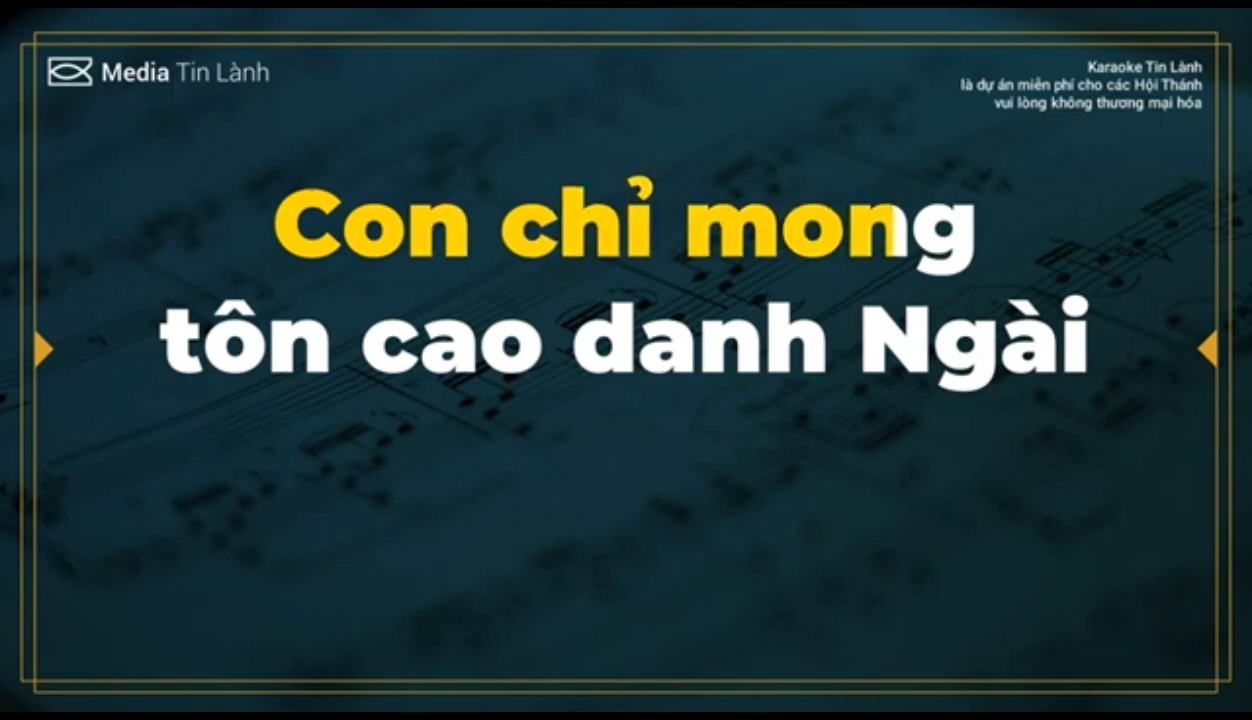 Media Tin Lành
Karaoke Tin Lành
là dự án miễn phí cho các Hội Thánh
vui lòng không thương mại hóa
Con chỉ mong
tôn cao danh Ngài